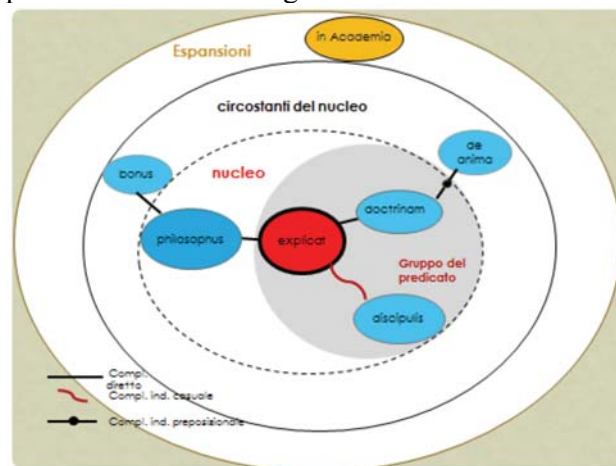 in Academia
Espansioni
circostanti del nucleo
de
anima
bonus
nucleo
doctrinam
philosophus
explicat
Gruppo del
predicato
discipulis
Compl.
diretto
Compl. ind. casuale
Compl. ind. preposizionale